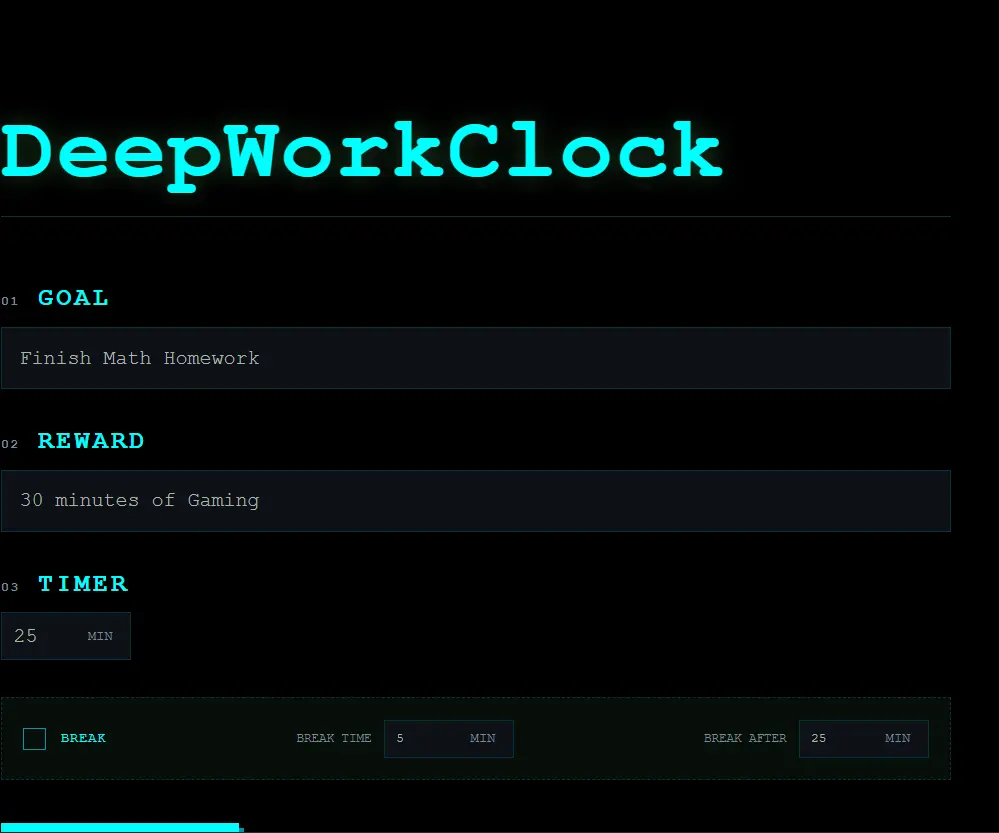 DeepWorkClock
01 GOAL
Finish Math Homework
02 REWARD
30 minutes of Gaming
03 TIMER
25 MIN
BREAK BREAK TIME 5 MIN BREAK AFTER 25 MIN